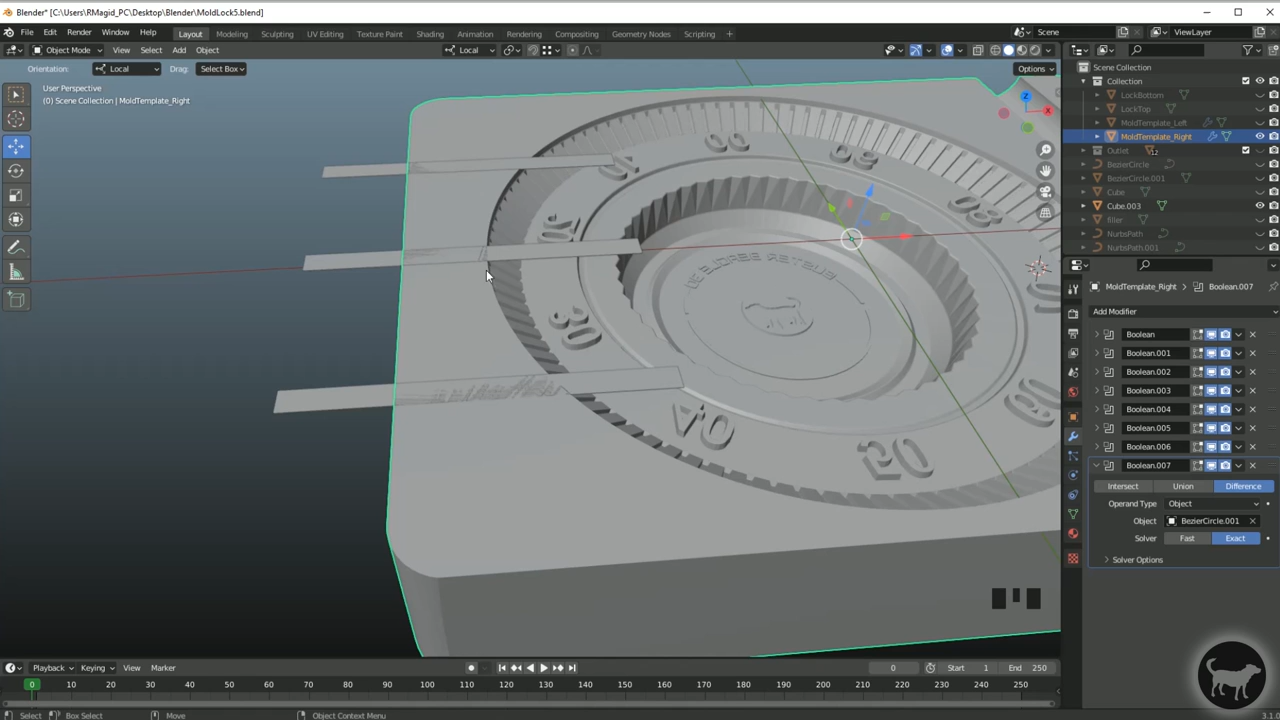 Blender* [C:\Users\RMagid_PC\Desktop\Blender\MoldLock5.blend]
File Edit Render Window Help Layout Modeling Sculpting UV Editing Texture Paint Shading Animation Rendering Compositing Geometry Nodes Scripting + Scene ViewLayer
Object Mode View Select Add Object Local
Orientation: Local Drag: Select Box Options
User Perspective
(0) Scene Collection | MoldTemplate_Right
Z
X
90
80
10
20
30
40
50
60
Scene Collection
Collection
LockBottom
LockTop
MoldTemplate_Left
MoldTemplate_Right
Outlet 12
BezierCircle
BezierCircle.001
Cube
Cube.003
filler
NurbsPath
NurbsPath.001
MoldTemplate_Right > Boolean.007
Add Modifier
Boolean
Boolean.001
Boolean.002
Boolean.003
Boolean.004
Boolean.005
Boolean.006
Boolean.007
Intersect Union Difference
Operand Type Object
Object BezierCircle.001
Solver Fast Exact
Solver Options
Playback Keying View Marker 0 Start 1 End 250
0 10 20 30 40 50 60 70 80 90 100 110 120 130 140 150 160 170 180 190 200 210 220 230 240 250
Select Box Select Move Object Context Menu 3.1.0